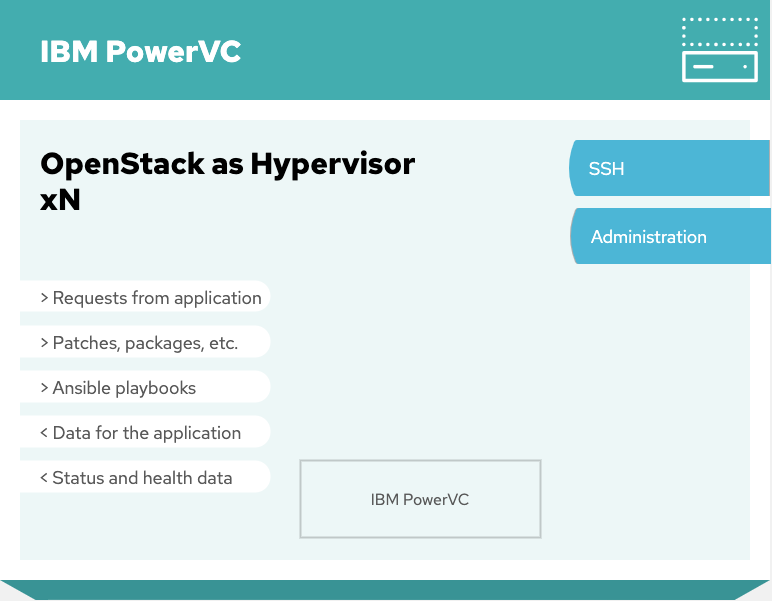 IBM PowerVC
OpenStack as Hypervisor
xN
SSH
Administration
> Requests from application
> Patches, packages, etc.
> Ansible playbooks
< Data for the application
< Status and health data
IBM PowerVC